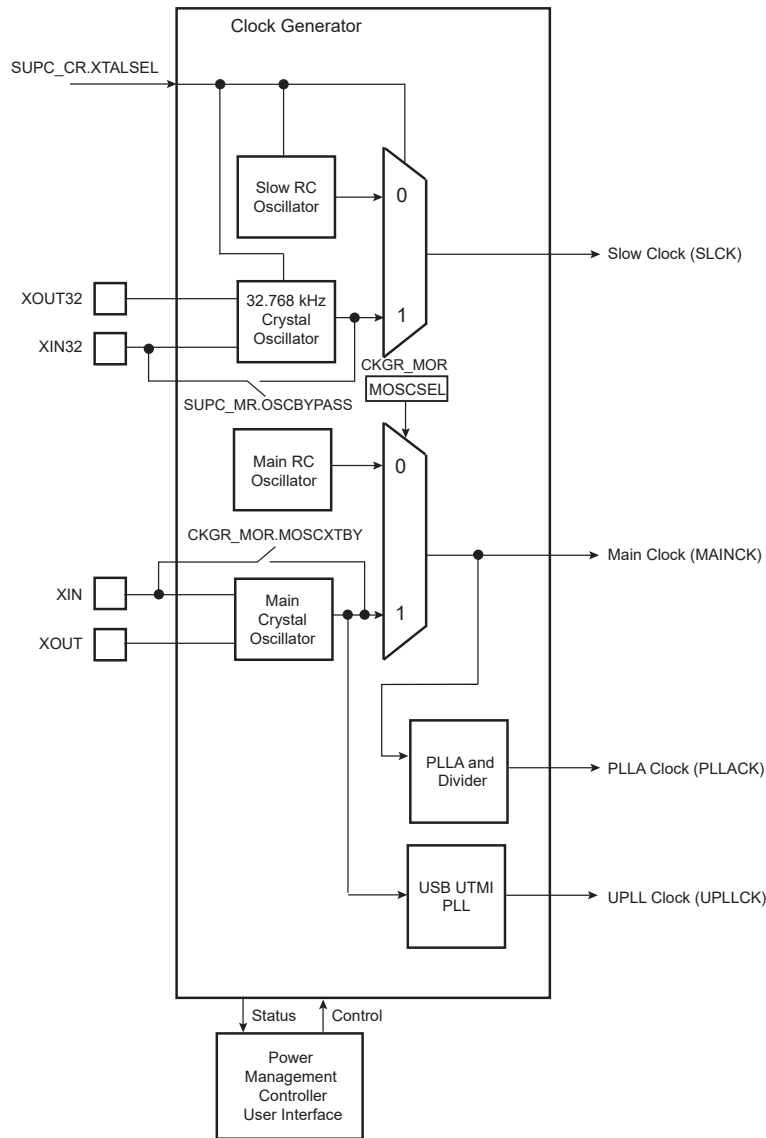 Clock Generator
SUPC_CR.XTALSEL
Slow RC
Oscillator
0
Slow Clock (SLCK)
XOUT32
32.768 kHz
Crystal
Oscillator
1
XIN32
CKGR_MOR
MOSCSEL
SUPC_MR.OSCBYPASS
Main RC
Oscillator
0
CKGR_MOR.MOSCXTBY
Main Clock (MAINCK)
XIN
Main
Crystal
Oscillator
1
XOUT
PLLA and
Divider
PLLA Clock (PLLACK)
USB UTMI
PLL
UPLL Clock (UPLLCK)
Status
Control
Power
Management
Controller
User Interface